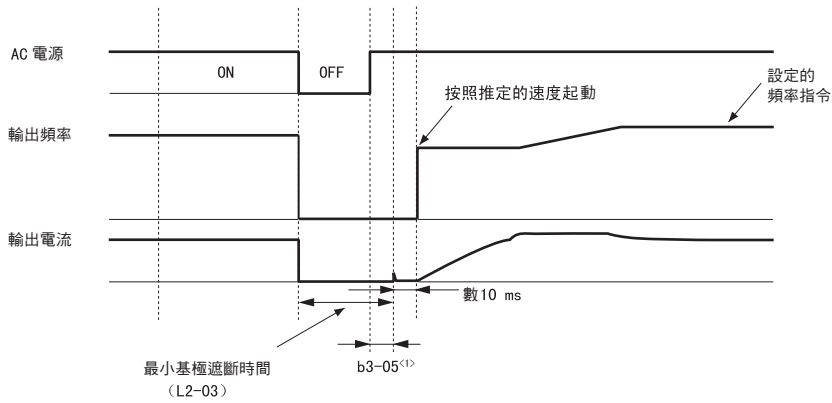 AC 電源
ON
OFF
設定的
頻率指令
按照推定的速度起動
輸出頻率
輸出電流
數10 ms
b3-05<1>
最小基極遮斷時間
（L2-03）